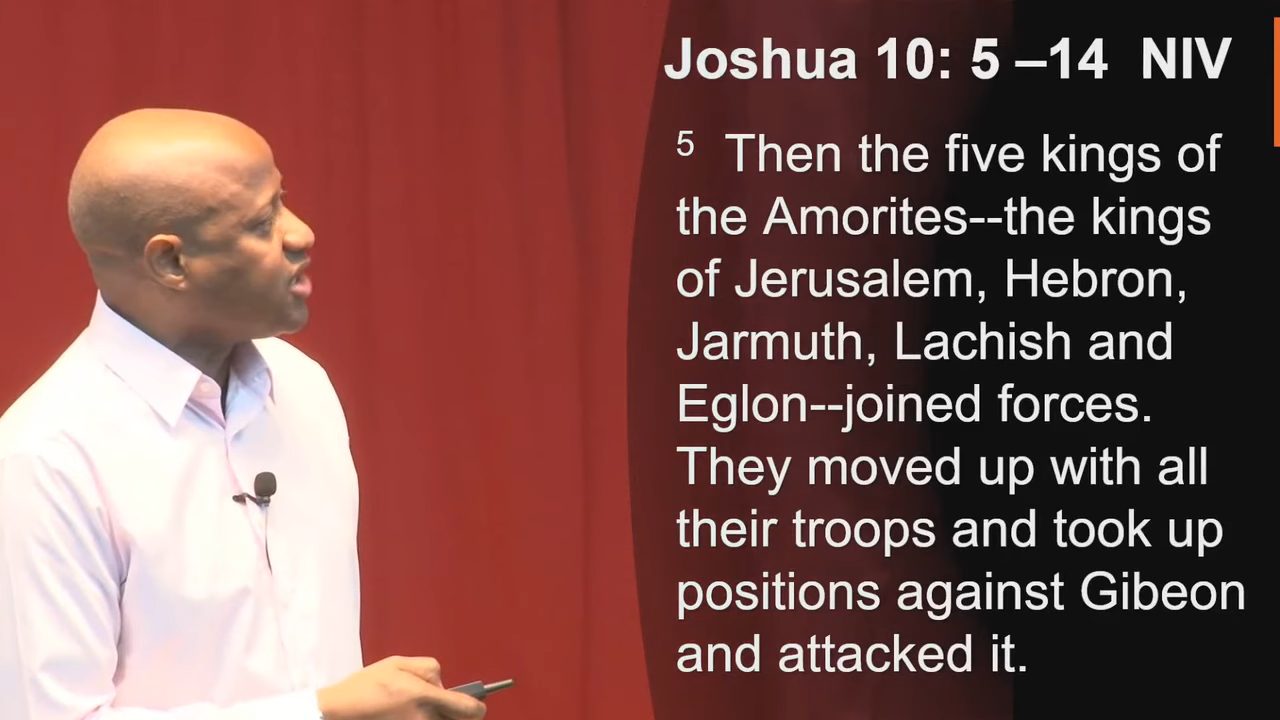 Joshua 10: 5 –14 NIV
5 Then the five kings of
the Amorites--the kings
of Jerusalem, Hebron,
Jarmuth, Lachish and
Eglon--joined forces.
They moved up with all
their troops and took up
positions against Gibeon
and attacked it.